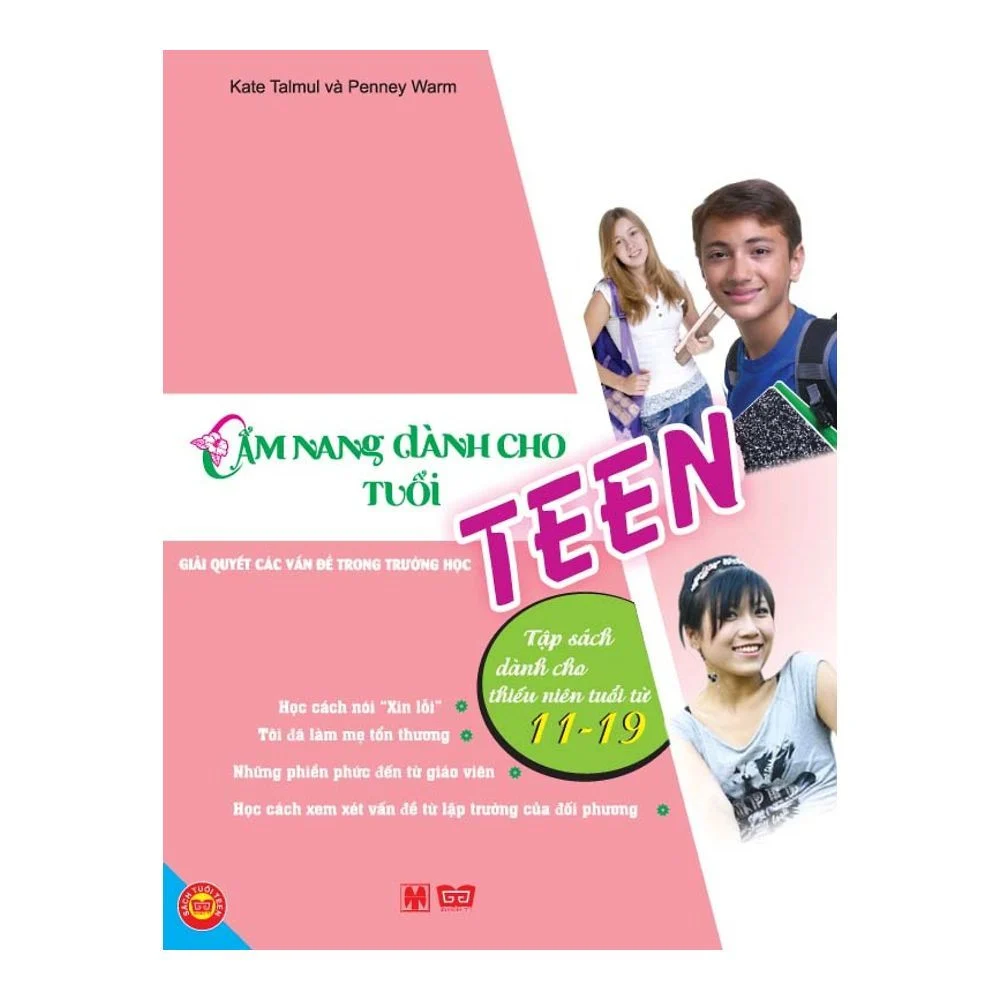 Kate Talmul và Penney Warm
CẨM NANG dÀNH CHO
TUỔI
TEEN
GIẢI QUYẾT CÁC VẤN ĐỀ TRONG TRƯỜNG HỌC
Tập sách
dành cho
thiếu niên tuổi từ
11-19
Học cách nói "Xin lỗi"
Tôi đã làm mẹ tổn thương
Những phiền phức đến từ giáo viên
Học cách xem xét vấn đề từ lập trường của đối phương
SÁCH TUỔI TEEN